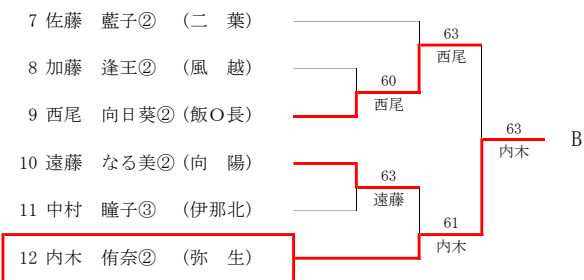 7 佐藤 藍子② (二 葉)
63
西尾
8 加藤 逢王② (風 越)
60
西尾
9 西尾 向日葵② (飯O長)
63
内木
B
10 遠藤 なる美② (向 陽)
63
遠藤
11 中村 瞳子③ (伊那北)
61
内木
12 内木 侑奈② (弥 生)